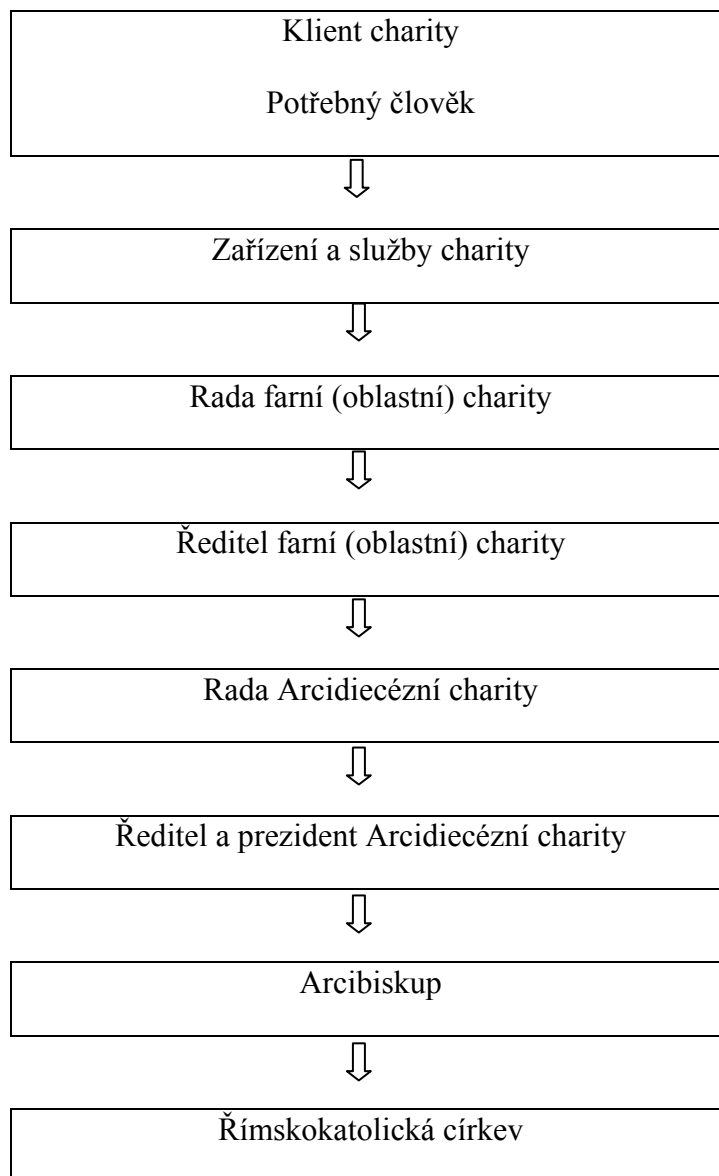 Klient charity
Potřebný člověk
Zařízení a služby charity
Rada farní (oblastní) charity
Ředitel farní (oblastní) charity
Rada Arcidiecézní charity
Ředitel a prezident Arcidiecézní charity
Arcibiskup
Římskokatolická církev